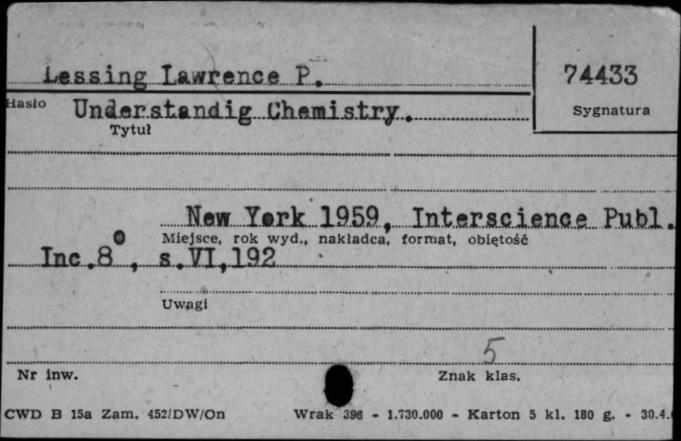 Lessing Lawrence P.
74433
Hasło
Understandig Chemistry.
Sygnatura
Tytuł
New York 1959, Interscience Publ.
Miejsce, rok wyd., nakładca, format, objętość
Inc.8°, s.VI,192
Uwagi
5
Nr inw.
Znak klas.
CWD B 15a Zam. 452/DW/On
Wrak 396 - 1.730.000 - Karton 5 kl. 180 g. - 30.4.